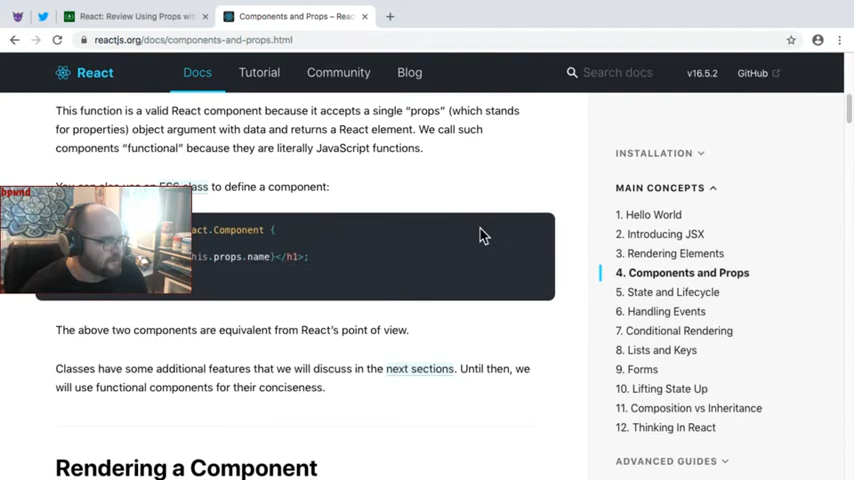 React: Review Using Props wit
Components and Props – Reac
reactjs.org/docs/components-and-props.html
React
Docs
Tutorial
Community
Blog
Search docs
v16.5.2
GitHub
This function is a valid React component because it accepts a single “props” (which stands
for properties) object argument with data and returns a React element. We call such
components “functional” because they are literally JavaScript functions.
You can also use an ES6 class to define a component:
act.Component {
his.props.name}</h1>;
The above two components are equivalent from React’s point of view.
Classes have some additional features that we will discuss in the next sections. Until then, we
will use functional components for their conciseness.
Rendering a Component
INSTALLATION
MAIN CONCEPTS
1. Hello World
2. Introducing JSX
3. Rendering Elements
4. Components and Props
5. State and Lifecycle
6. Handling Events
7. Conditional Rendering
8. Lists and Keys
9. Forms
10. Lifting State Up
11. Composition vs Inheritance
12. Thinking In React
ADVANCED GUIDES